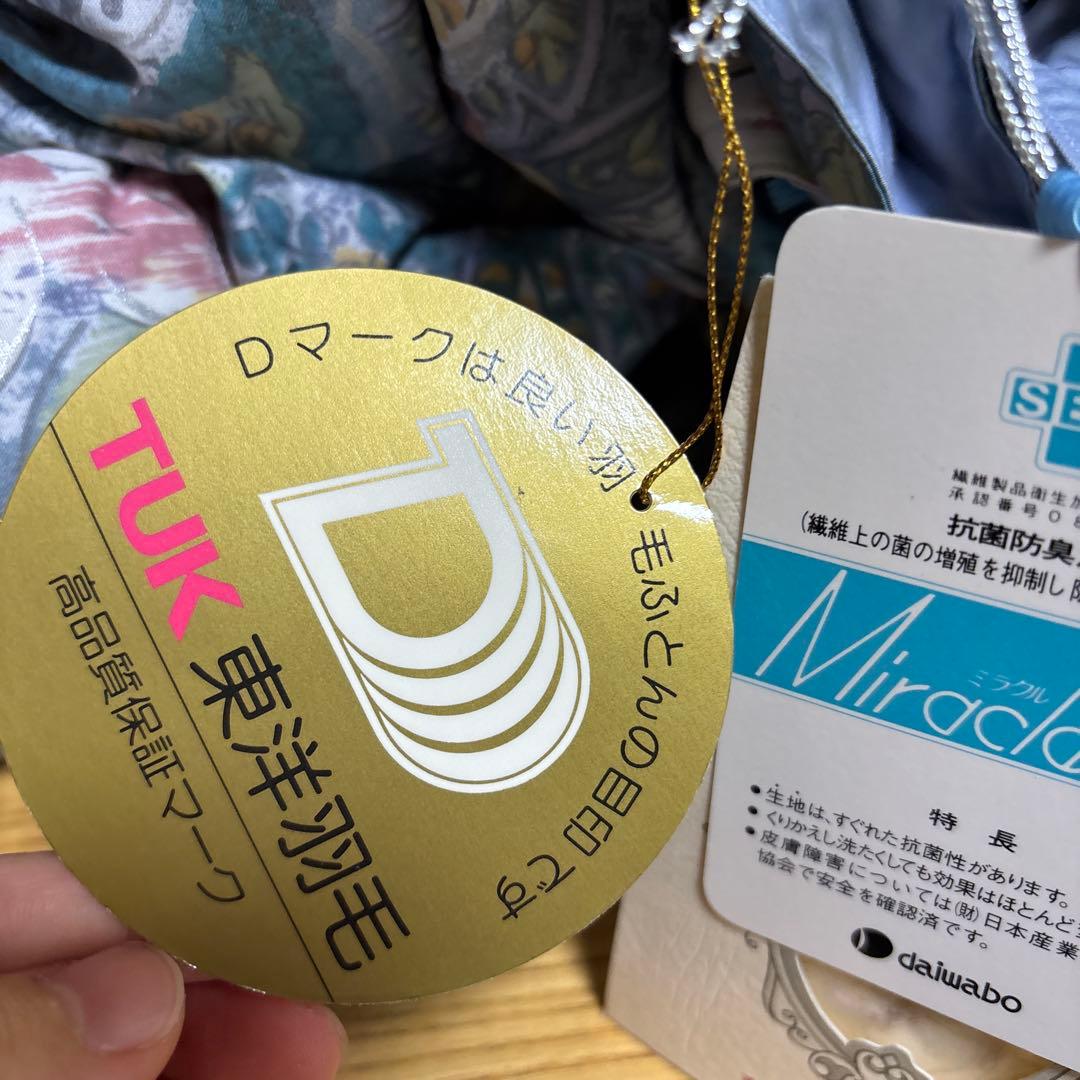 Dマークは良い羽毛ふとんの目印です
D
TUK 東洋羽毛
高品質保証マーク
SE
繊維製品衛生加
承認番号08
抗菌防臭
(繊維上の菌の増殖を抑制し防
ミラクル
Miracle
特長
•生地は、すぐれた抗菌性があります。
•くりかえし洗たくしても効果はほとんど
•皮膚障害については(財)日本産業
協会で安全を確認済です。
daiwabo